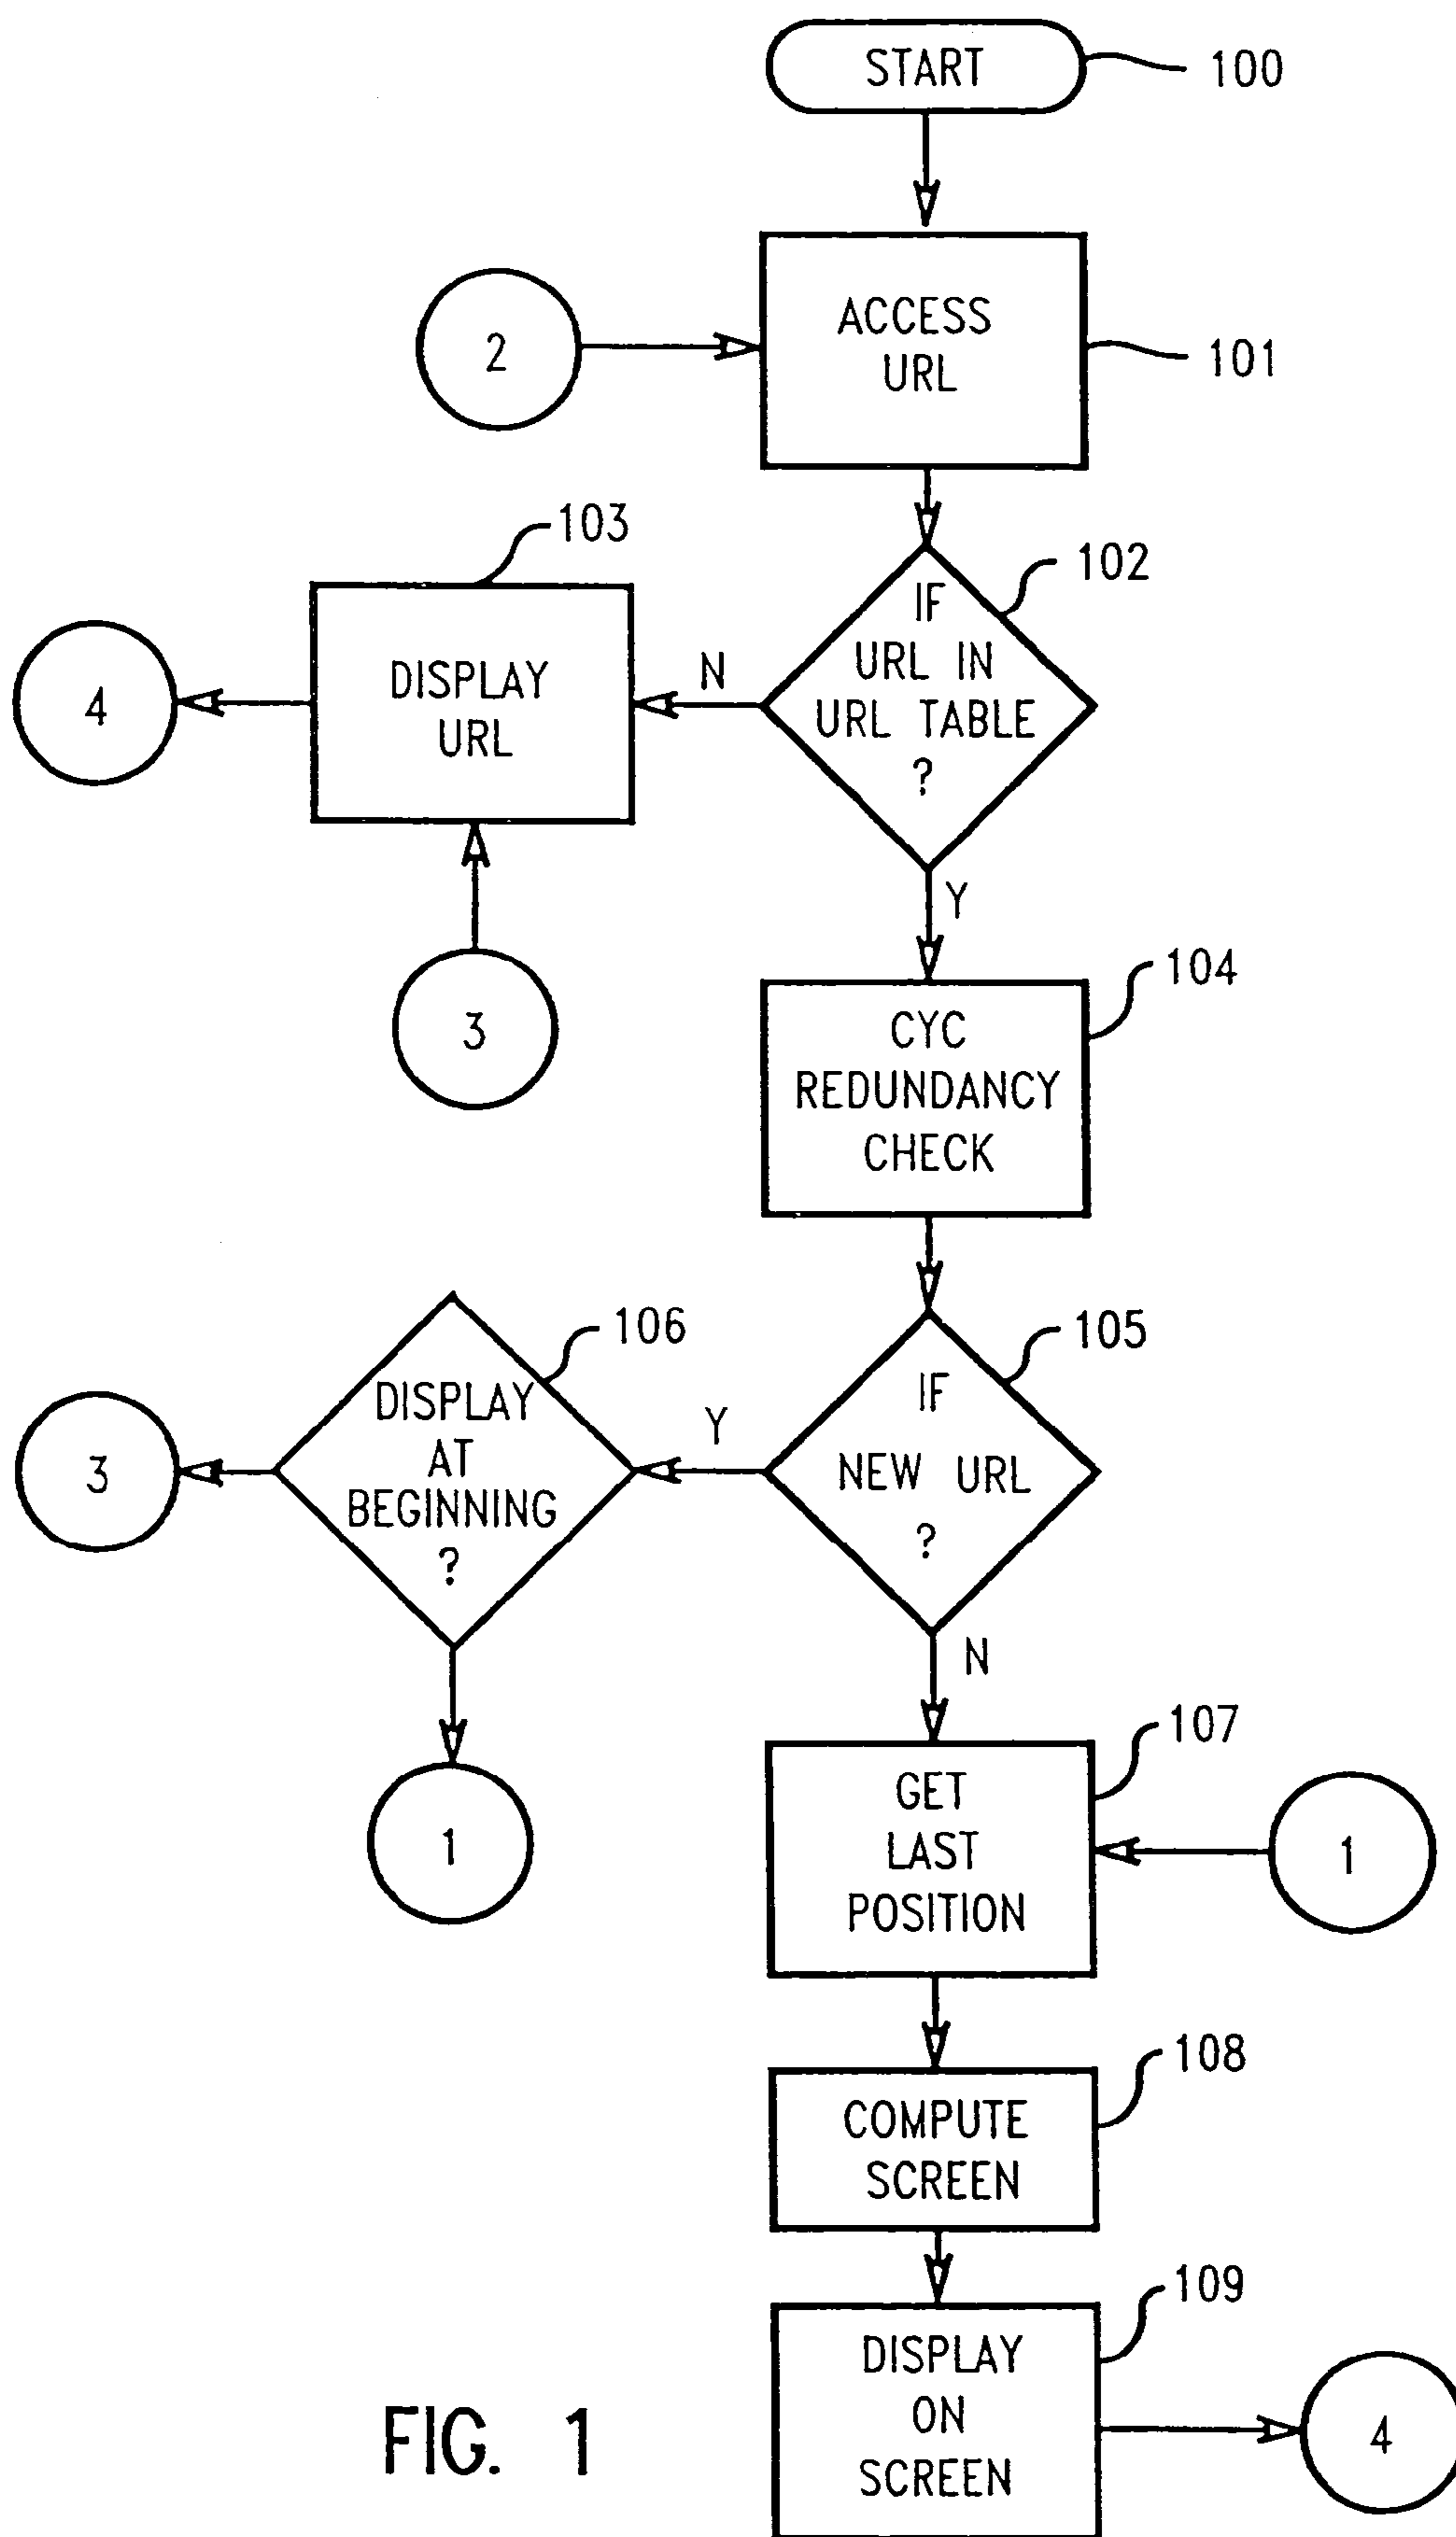 START
100
2
ACCESS
URL
101
103
102
4
DISPLAY
URL
N
IF
URL IN
URL TABLE
?
Y
3
104
CYC
REDUNDANCY
CHECK
106
105
3
DISPLAY
AT
BEGINNING
?
Y
IF
NEW URL
?
N
1
107
GET
LAST
POSITION
1
108
COMPUTE
SCREEN
109
DISPLAY
ON
SCREEN
4
FIG. 1